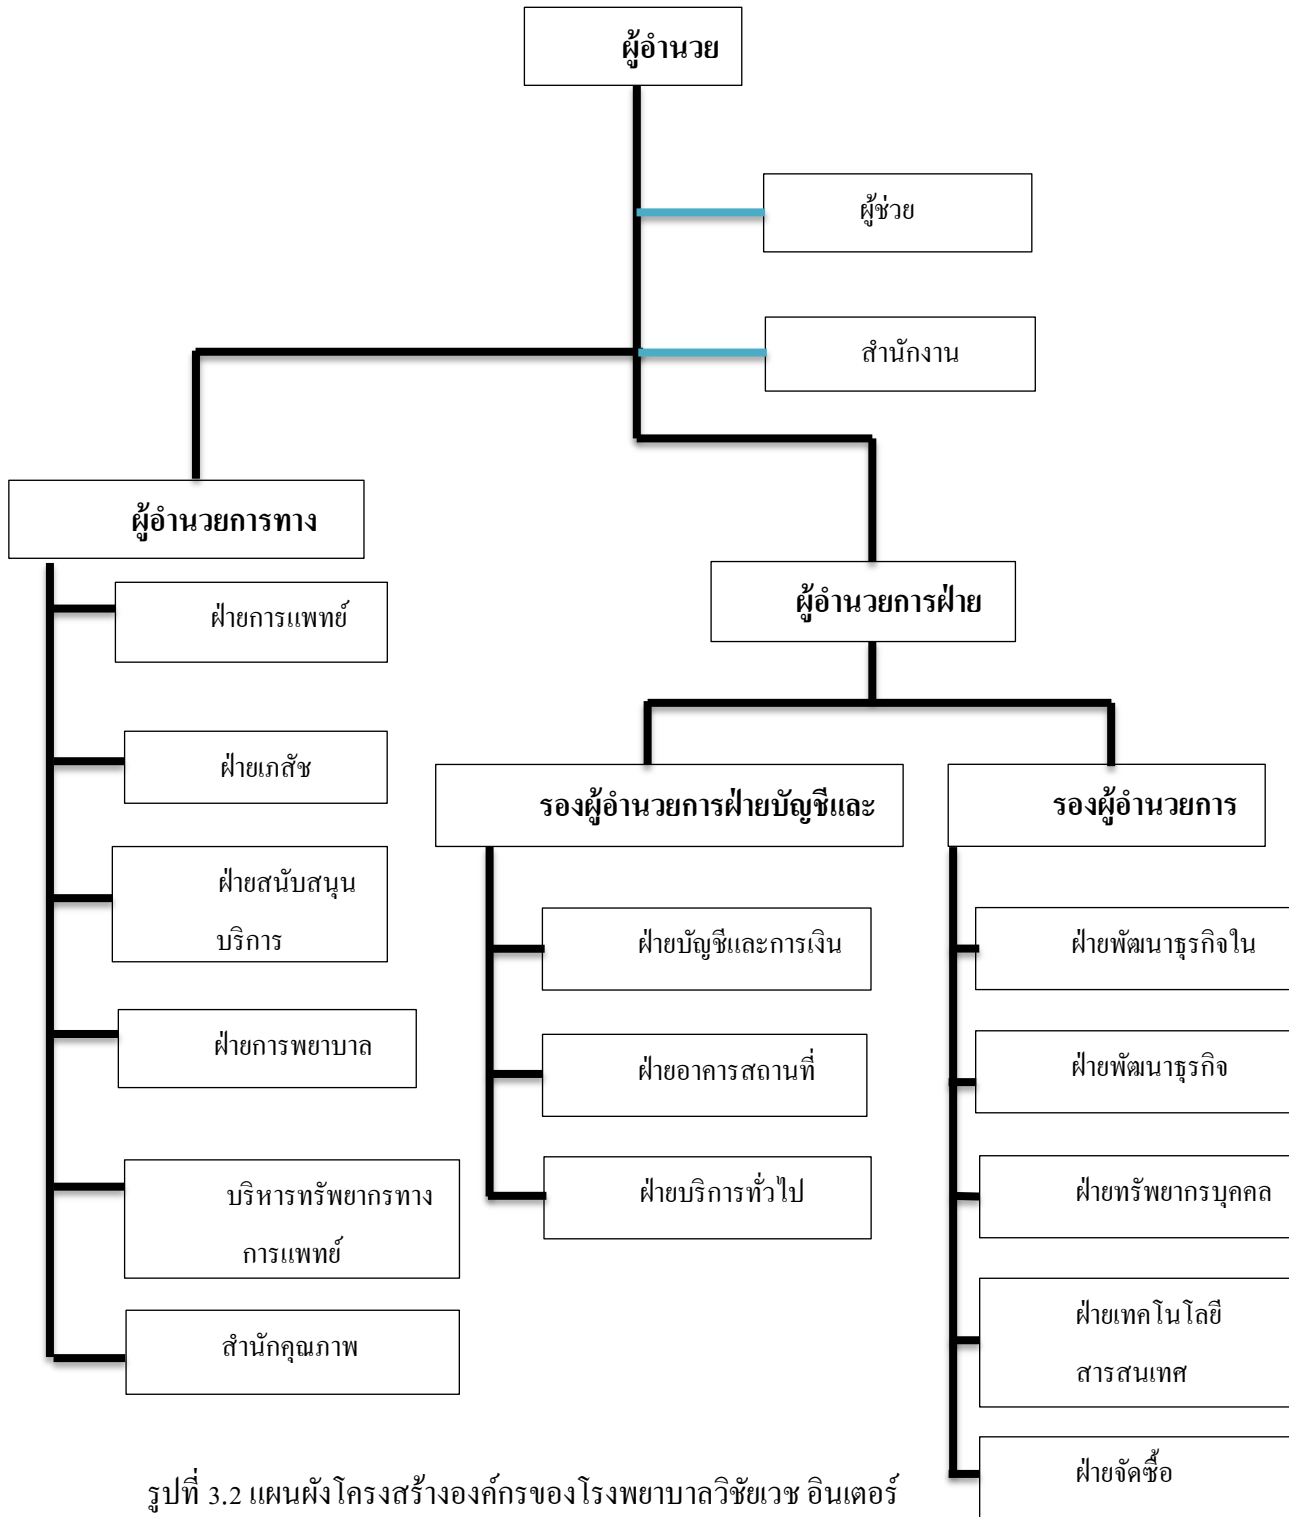 ผู้อำนวย
ผู้ช่วย
สำนักงาน
ผู้อำนวยการทาง
ฝ่ายการแพทย์
ฝ่ายเภสัช
ฝ่ายสนับสนุน
บริการ
ฝ่ายการพยาบาล
บริหารทรัพยากรทาง
การแพทย์
สำนักคุณภาพ
ผู้อำนวยการฝ่าย
รองผู้อำนวยการฝ่ายบัญชีและ
ฝ่ายบัญชีและการเงิน
ฝ่ายอาคารสถานที่
ฝ่ายบริการทั่วไป
รองผู้อำนวยการ
ฝ่ายพัฒนาธุรกิจใน
ฝ่ายพัฒนาธุรกิจ
ฝ่ายทรัพยากรบุคคล
ฝ่ายเทคโนโลยี
สารสนเทศ
ฝ่ายจัดซื้อ
รูปที่ 3.2 แผนผังโครงสร้างองค์กรของโรงพยาบาลวิชัยเวช อินเตอร์